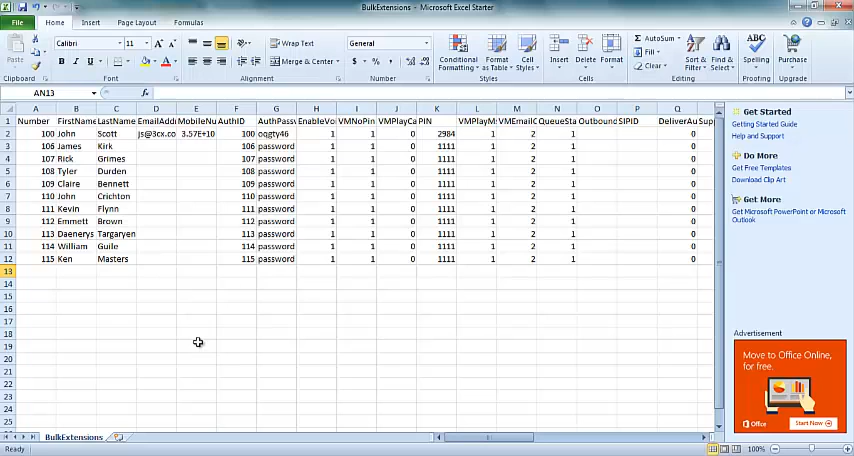 BulkExtensions - Microsoft Excel Starter
File Home Insert Page Layout Formulas
Paste Calibri 11 A A Wrap Text General Conditional Formatting Format as Table Cell Styles Insert Delete Format AutoSum Fill Clear Sort & Filter Find & Select Spelling Purchase
B I U Merge & Center $ % ,
Clipboard Font Alignment Number Styles Cells Editing Proofing Upgrade
AN13 fx
A B C D E F G H I J K L M N O P Q
1 Number FirstName LastName EmailAddr MobileNu AuthID AuthPassw EnableVoi VMNoPin VMPlayCa PIN VMPlayM VMEmailO QueueSta Outbound SIPID DeliverAu Supp
2 100 John Scott js@3cx.co 3.57E+10 100 oqgty46 1 1 0 2984 1 2 1 0
3 106 James Kirk 106 password 1 1 0 1111 1 2 1 0
4 107 Rick Grimes 107 password 1 1 0 1111 1 2 1 0
5 108 Tyler Durden 108 password 1 1 0 1111 1 2 1 0
6 109 Claire Bennett 109 password 1 1 0 1111 1 2 1 0
7 110 John Crichton 110 password 1 1 0 1111 1 2 1 0
8 111 Kevin Flynn 111 password 1 1 0 1111 1 2 1 0
9 112 Emmett Brown 112 password 1 1 0 1111 1 2 1 0
10 113 Daenerys Targaryen 113 password 1 1 0 1111 1 2 1 0
11 114 William Guile 114 password 1 1 0 1111 1 2 1 0
12 115 Ken Masters 115 password 1 1 0 1111 1 2 1 0
13
14
15
16
17
18
19
20
21
22
23
24
25
Get Started
Getting Started Guide
Help and Support
Do More
Get Free Templates
Download Clip Art
Get More
Get Microsoft PowerPoint or Microsoft
Outlook
Advertisement
Move to Office Online,
for free.
Office Start Now
BulkExtensions
Ready 100%